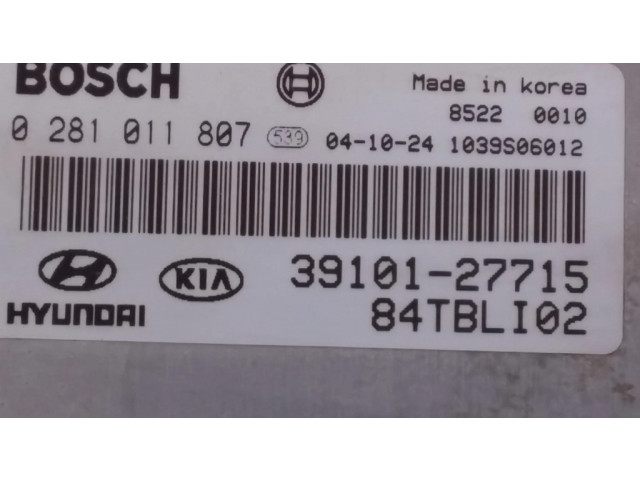 BOSCH
Made in korea
8522 0010
0 281 011 807 539 04-10-24 1039S06012
HYUNDAI KIA 39101-27715
84TBLI02